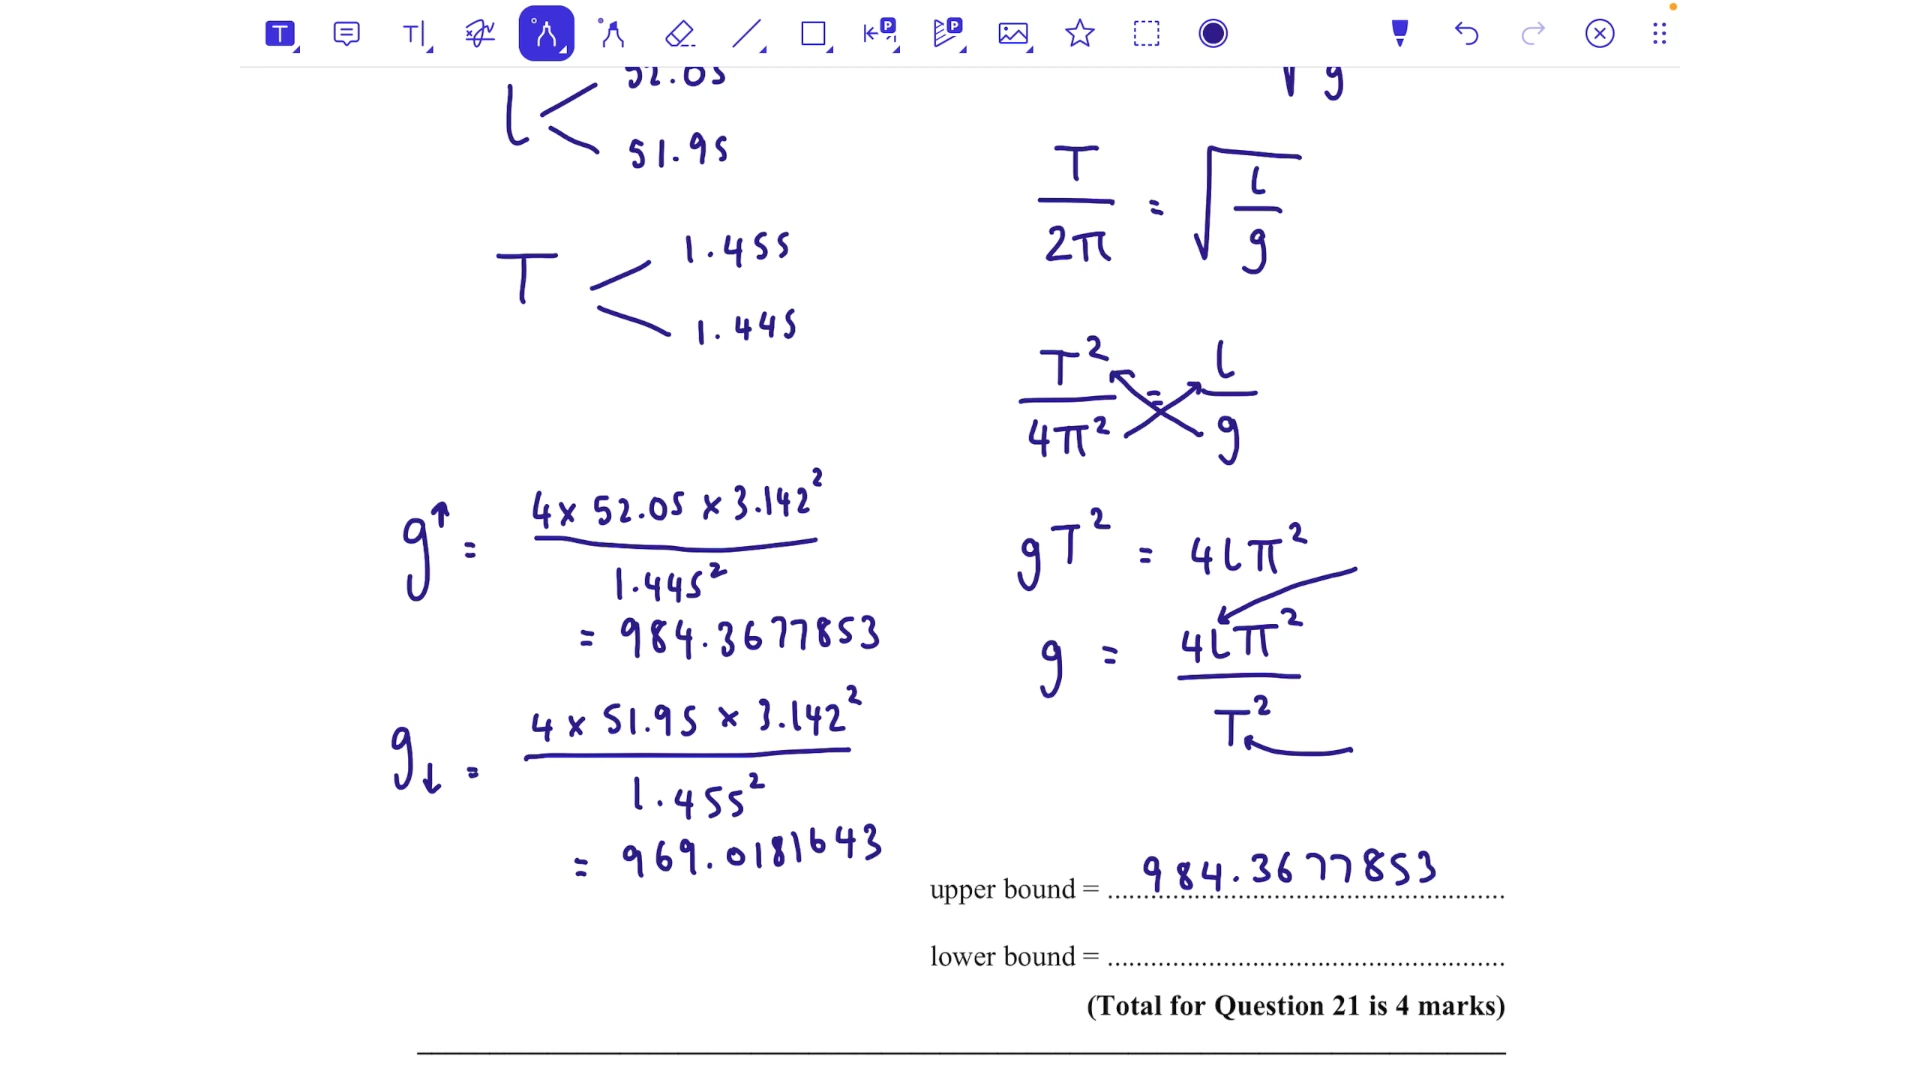 l < 52.05
51.95
T < 1.455
1.445
√ g
T/2π = √(l/g)
T²/4π² = l/g
gT² = 4lπ²
g = 4lπ²/T²
g↑ = 4 × 52.05 × 3.142²/1.445²
= 984.3677853
g↓ = 4 × 51.95 × 3.142²/1.455²
= 969.0181643
upper bound = 984.3677853
lower bound =
(Total for Question 21 is 4 marks)